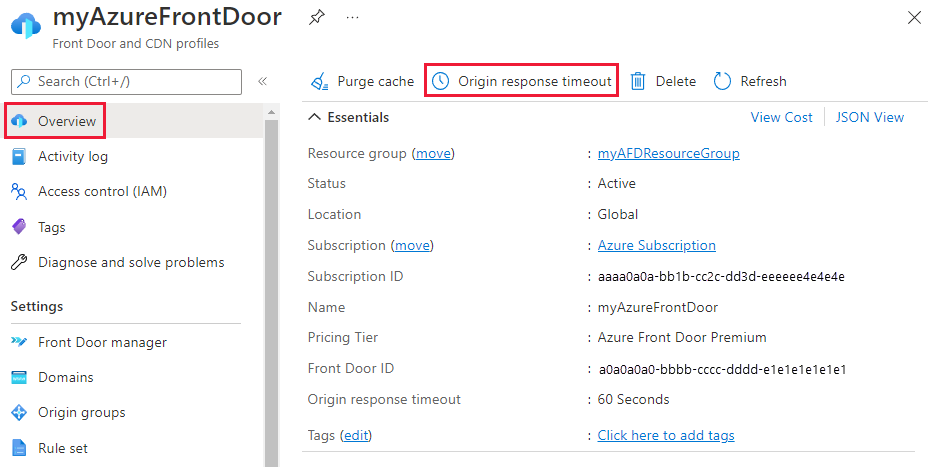 myAzureFrontDoor ...
Front Door and CDN profiles
Search (Ctrl+/)
Overview
Activity log
Access control (IAM)
Tags
Diagnose and solve problems
Settings
Front Door manager
Domains
Origin groups
Rule set
Purge cache Origin response timeout Delete Refresh
Essentials View Cost JSON View
Resource group (move) : myAFDResourceGroup
Status : Active
Location : Global
Subscription (move) : Azure Subscription
Subscription ID : aaaa0a0a-bb1b-cc2c-dd3d-eeeeee4e4e4e
Name : myAzureFrontDoor
Pricing Tier : Azure Front Door Premium
Front Door ID : a0a0a0a0-bbbb-cccc-dddd-e1e1e1e1e1e1
Origin response timeout : 60 Seconds
Tags (edit) : Click here to add tags